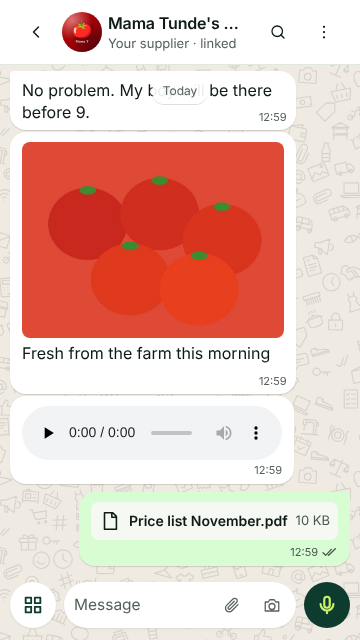 Mama Tunde's ...
Your supplier · linked
Today
No problem. My b be there
before 9.
12:59
Fresh from the farm this morning
12:59
0:00 / 0:00
12:59
Price list November.pdf 10 KB
12:59
Message